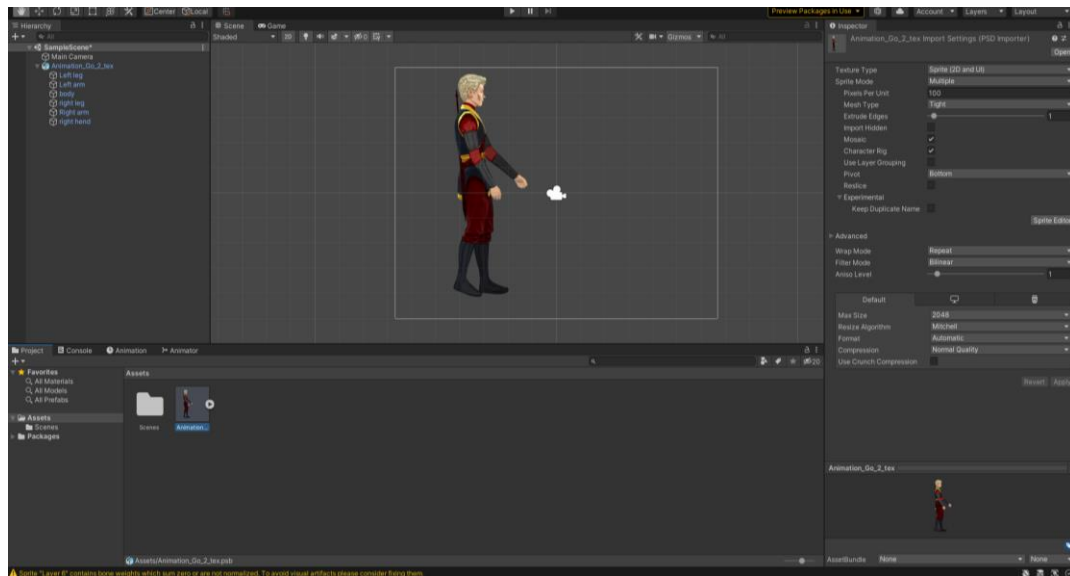 Center Local
Preview Packages in Use
Account
Layers
Layout
Hierarchy
All
SampleScene*
Main Camera
Animation_Go_2_tex
Left leg
Left arm
body
right leg
Right arm
right hend
Scene Game
Shaded
2D
0
Gizmos
All
Inspector
Animation_Go_2_tex Import Settings (PSD Importer)
Open
Texture Type Sprite (2D and UI)
Sprite Mode Multiple
Pixels Per Unit 100
Mesh Type Tight
Extrude Edges 1
Import Hidden
Mosaic
Character Rig
Use Layer Grouping
Pivot Bottom
Reslice
Experimental
Keep Duplicate Name
Sprite Edito
Advanced
Wrap Mode Repeat
Filter Mode Bilinear
Aniso Level 1
Default
Max Size 2048
Resize Algorithm Mitchell
Format Automatic
Compression Normal Quality
Use Crunch Compression
Revert Apply
Project Console Animation Animator
20
Favorites
All Materials
All Models
All Prefabs
Assets
Scenes
Packages
Assets
Scenes
Animation...
Assets/Animation_Go_2_tex.psb
Animation_Go_2_tex
AssetBundle None None
Sprite "Layer 6" contains bone weights which sum zero or are not normalized. To avoid visual artifacts please consider fixing them.